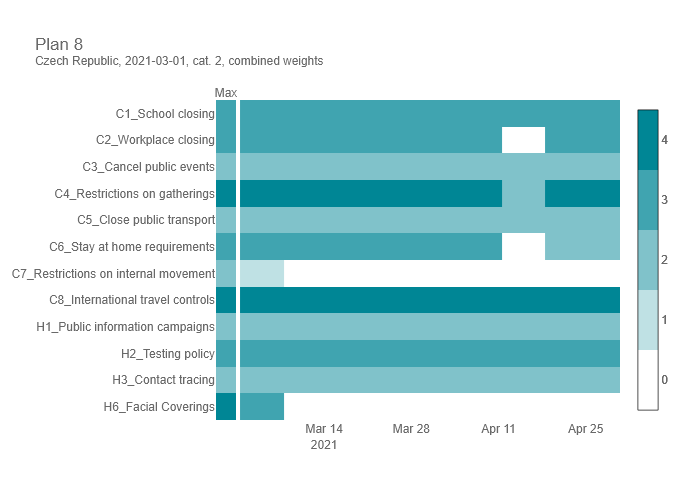 Plan 8
Czech Republic, 2021-03-01, cat. 2, combined weights
Max
C1_School closing
C2_Workplace closing
C3_Cancel public events
C4_Restrictions on gatherings
C5_Close public transport
C6_Stay at home requirements
C7_Restrictions on internal movement
C8_International travel controls
H1_Public information campaigns
H2_Testing policy
H3_Contact tracing
H6_Facial Coverings
Mar 14 Mar 28 Apr 11 Apr 25
2021
4
3
2
1
0